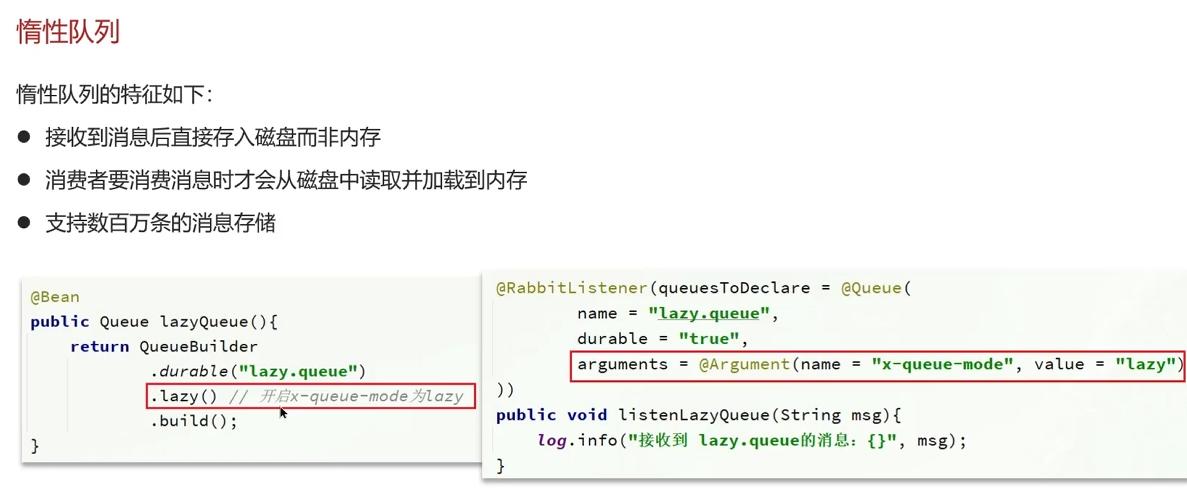 惰性队列
惰性队列的特征如下：
● 接收到消息后直接存入磁盘而非内存
● 消费者要消费消息时才会从磁盘中读取并加载到内存
● 支持数百万条的消息存储
@Bean
public Queue lazyQueue(){
return QueueBuilder
.durable("lazy.queue")
.lazy() // 开启x-queue-mode为lazy
.build();
}
@RabbitListener(queuesToDeclare = @Queue(
name = "lazy.queue",
durable = "true",
arguments = @Argument(name = "x-queue-mode", value = "lazy")
))
public void listenLazyQueue(String msg){
log.info("接收到 lazy.queue的消息：{}", msg);
}